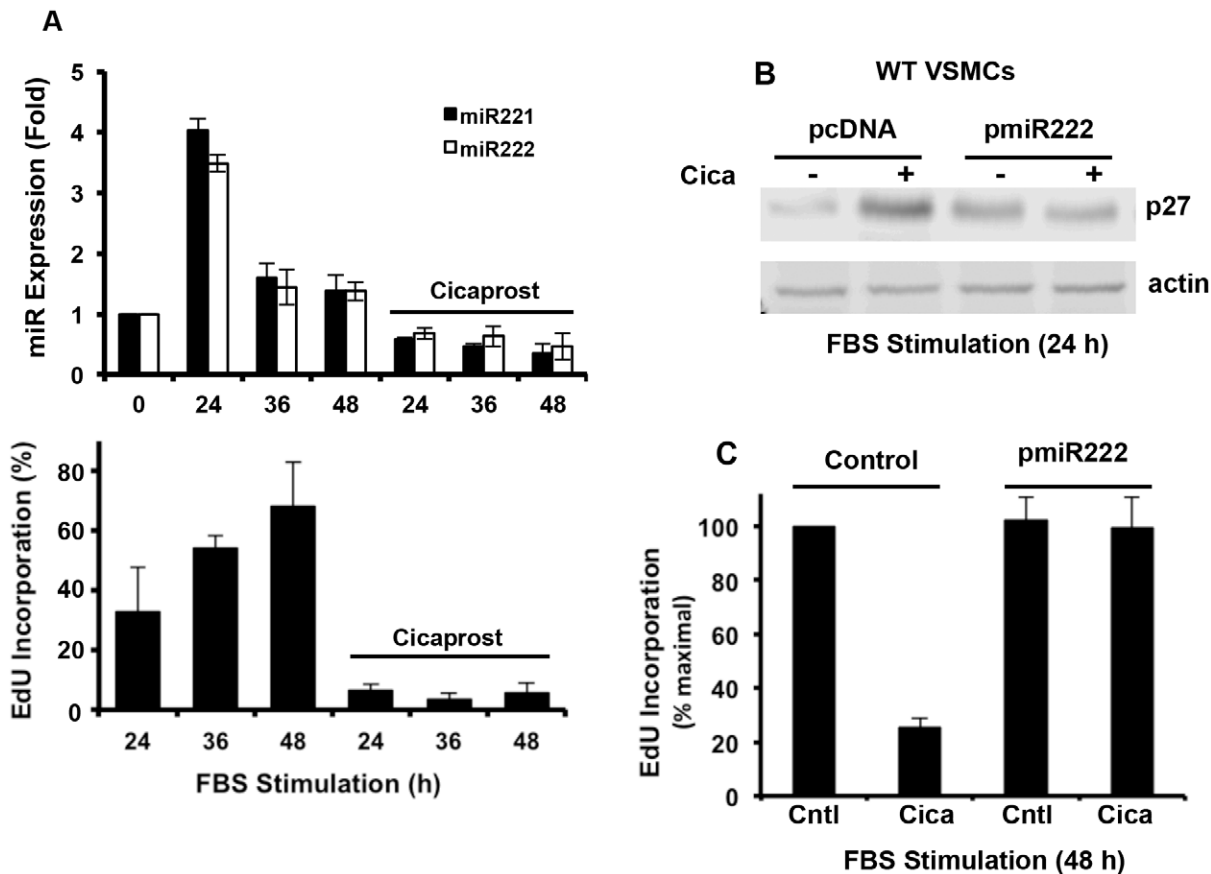 A
miR Expression (Fold)
5
4
3
2
1
0
miR221
miR222
Cicaprost
0 24 36 48 24 36 48
EdU Incorporation (%)
80
60
40
20
0
Cicaprost
24 36 48 24 36 48
FBS Stimulation (h)
B WT VSMCs
pcDNA pmiR222
Cica - + - +
p27
actin
FBS Stimulation (24 h)
C
Control pmiR222
EdU Incorporation
(% maximal)
100
80
60
40
20
0
Cntl Cica Cntl Cica
FBS Stimulation (48 h)